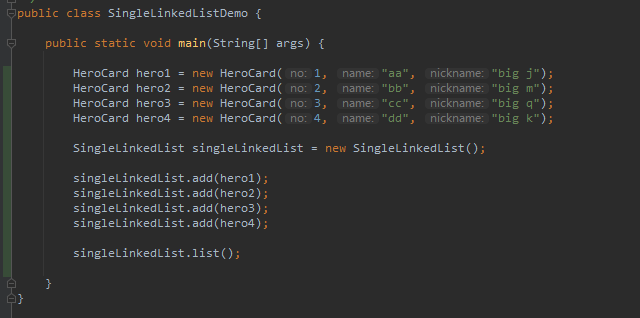 public class SingleLinkedListDemo {
public static void main(String[] args) {
HeroCard hero1 = new HeroCard( no: 1, name: "aa", nickname: "big j");
HeroCard hero2 = new HeroCard( no: 2, name: "bb", nickname: "big m");
HeroCard hero3 = new HeroCard( no: 3, name: "cc", nickname: "big q");
HeroCard hero4 = new HeroCard( no: 4, name: "dd", nickname: "big k");
SingleLinkedList singleLinkedList = new SingleLinkedList();
singleLinkedList.add(hero1);
singleLinkedList.add(hero2);
singleLinkedList.add(hero3);
singleLinkedList.add(hero4);
singleLinkedList.list();
}
}